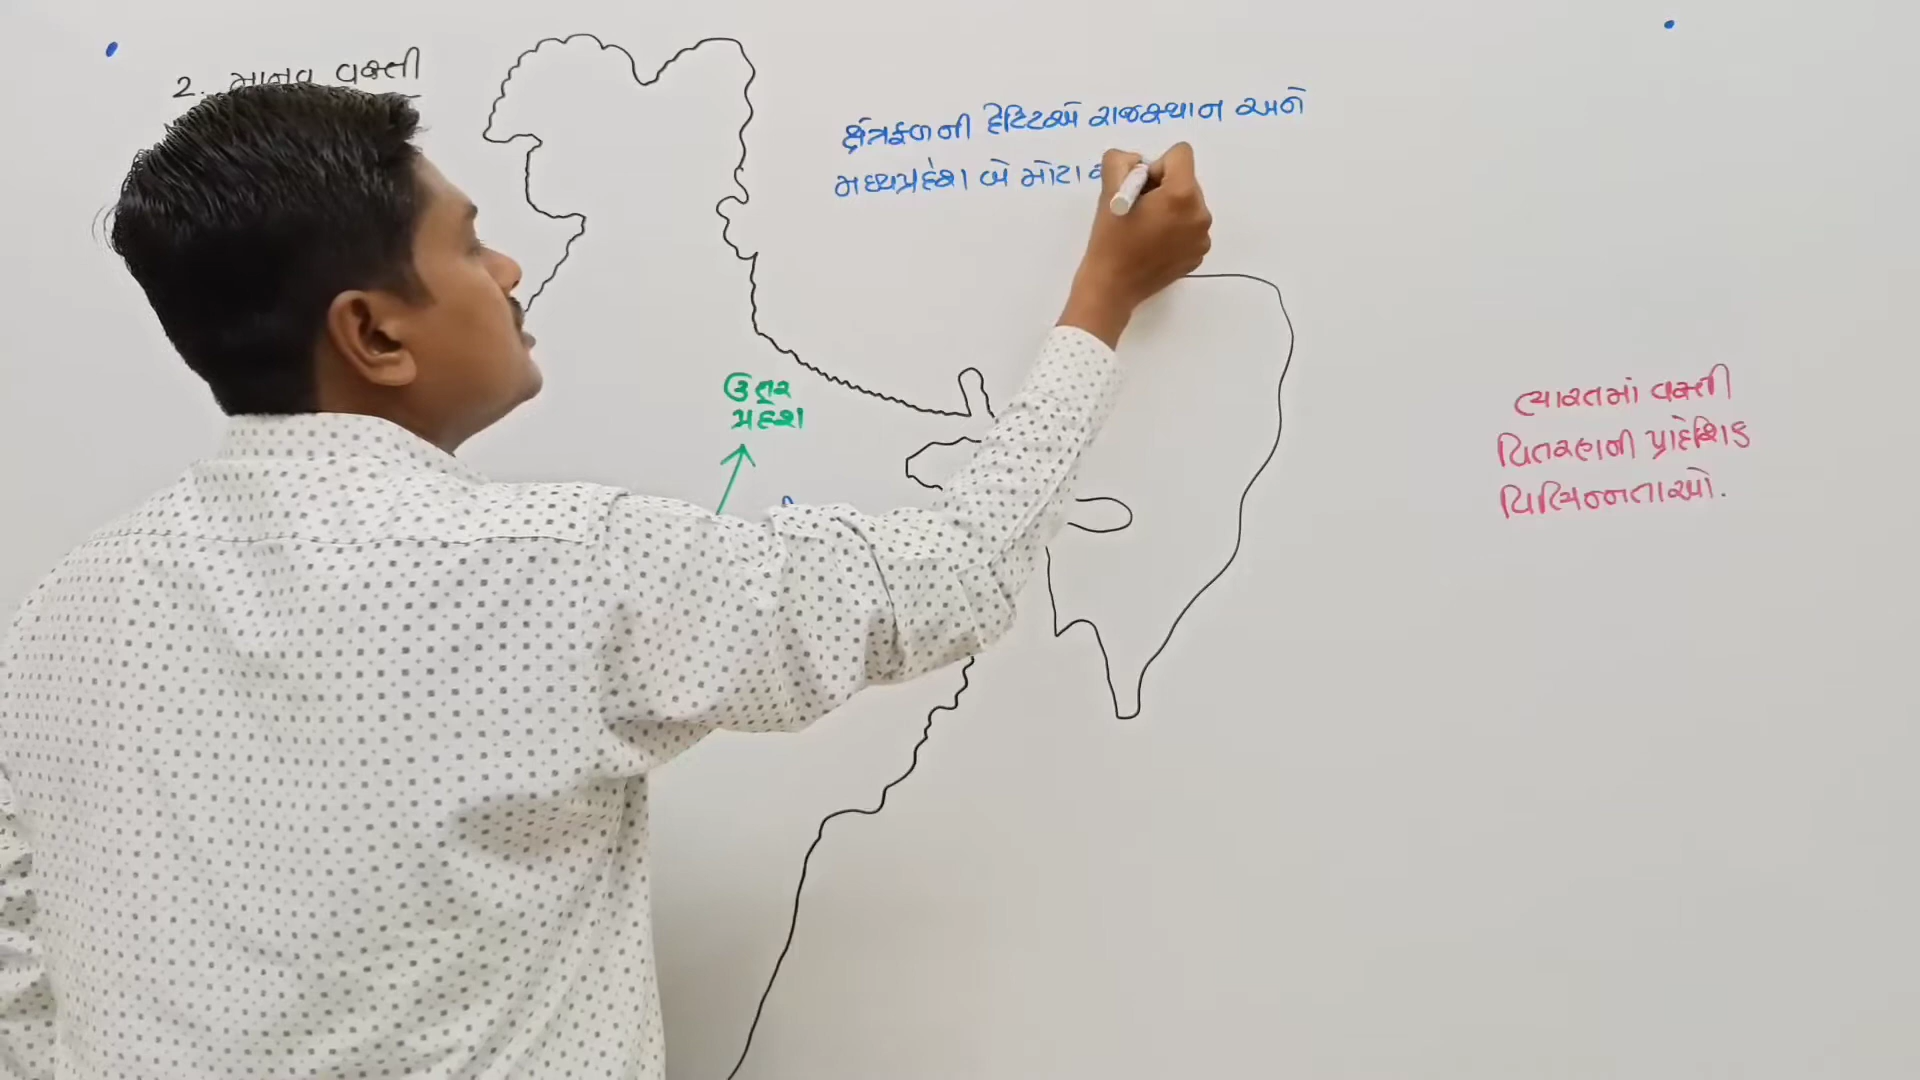 2. માનવ વસ્તી
ક્ષેત્રફળની દૃષ્ટિએ રાજસ્થાન અને
મધ્યપ્રદેશ બે મોટા
ઉત્તર
પ્રદેશ
ભારતમાં વસ્તી
વિતરણની પ્રાદેશિક
વિભિન્નતાઓ.